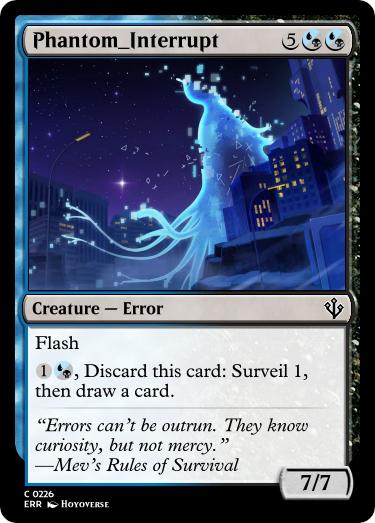 Phantom_Interrupt 5
Creature — Error
Flash
1, Discard this card: Surveil 1,
then draw a card.
“Errors can’t be outrun. They know
curiosity, but not mercy.”
—Mev’s Rules of Survival
7/7
C 0226
ERR Hoyoverse